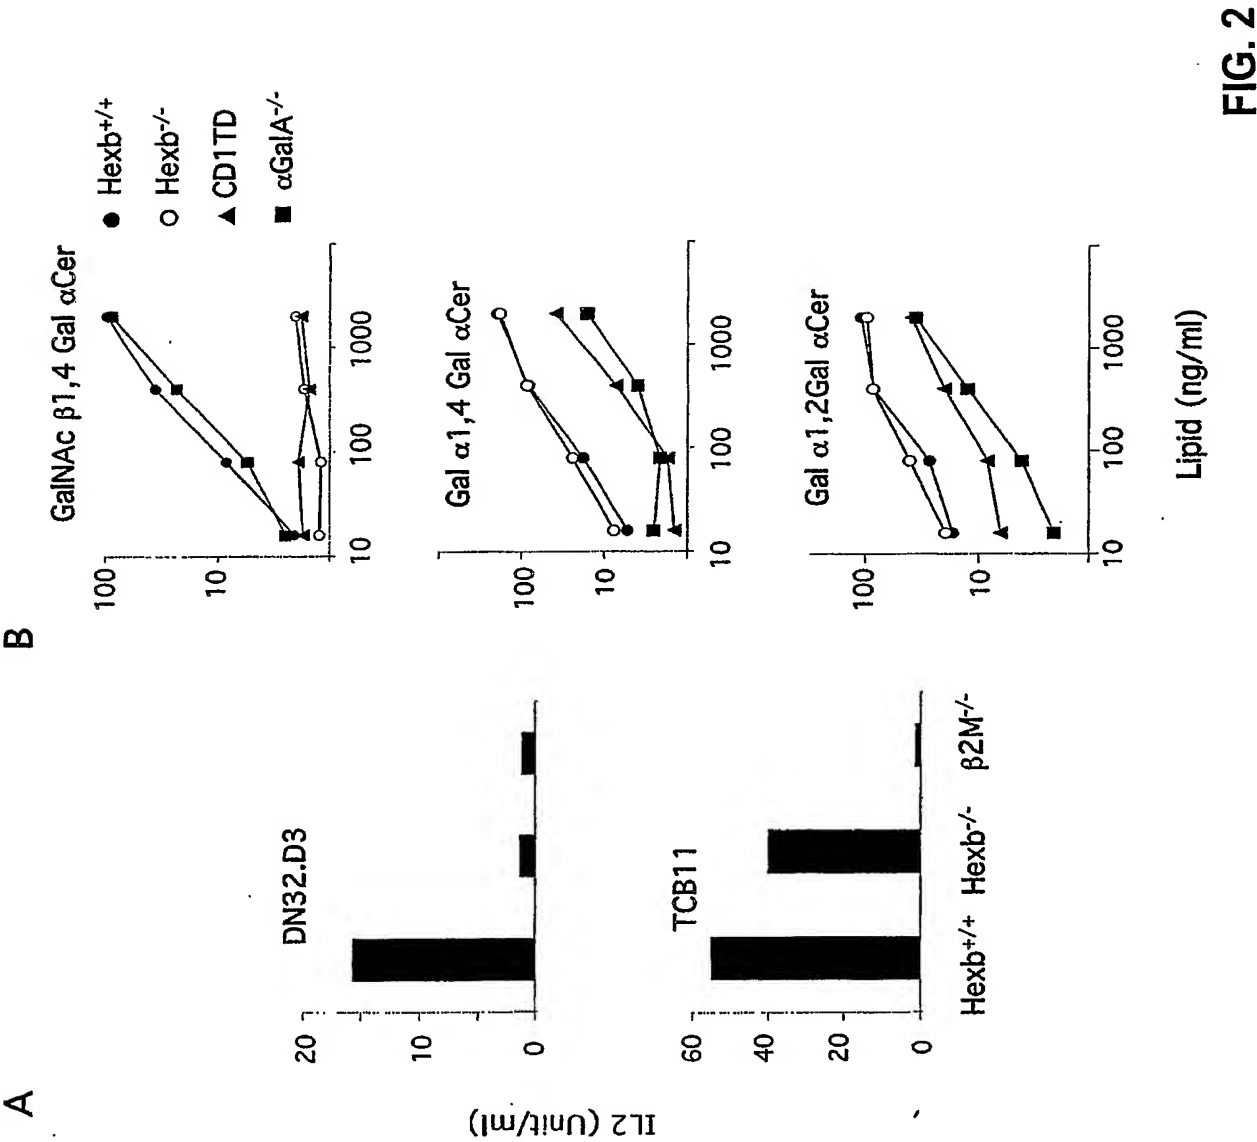 A
IL2 (Unit/ml)
DN32.D3
20
10
0
TCB11
60
40
20
0
Hexb+/+ Hexb-/- β2M-/-
B
GalNAc β1,4 Gal αCer
100
10
10 100 1000
Hexb+/+
Hexb-/-
CD1TD
αGalA-/-
Gal α1,4 Gal αCer
100
10
10 100 1000
Gal α1,2Gal αCer
100
10
10 100 1000
Lipid (ng/ml)
FIG. 2